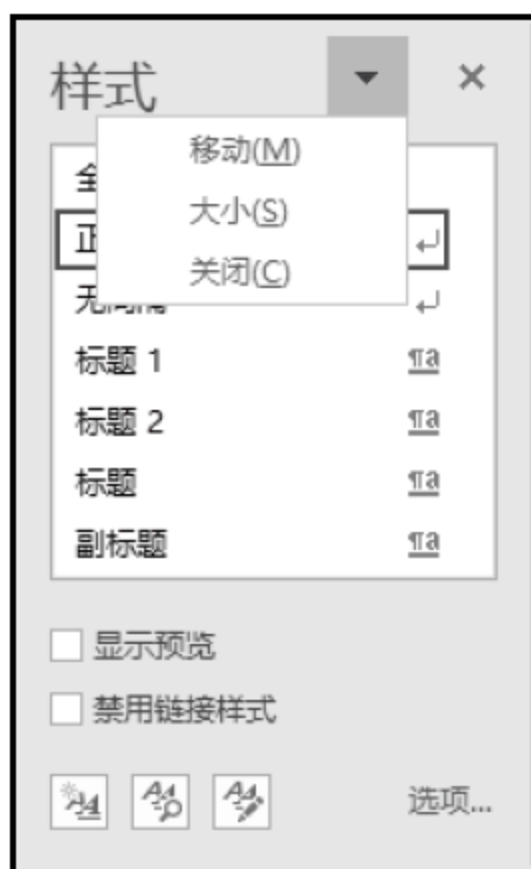 样式
移动(M)
大小(S)
关闭(C)
标题 1
标题 2
标题
副标题
显示预览
禁用链接样式
选项...